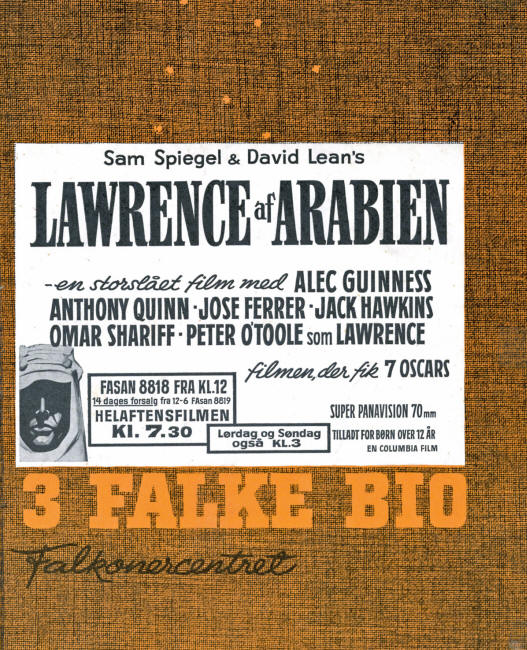 Sam Spiegel & David Lean's
LAWRENCE af ARABIEN
-en storslået film med ALEC GUINNESS
ANTHONY QUINN · JOSE FERRER · JACK HAWKINS
OMAR SHARIFF · PETER O'TOOLE som LAWRENCE
filmen, der fik 7 OSCARS
FASAN 8818 FRA KL.12
14 dages forsalg fra 12-6 FAsan 8819
HELAFTENSFILMEN
Kl. 7.30
Lørdag og Søndag
også KL.3
SUPER PANAVISION 70 mm
TILLADT FOR BØRN OVER 12 ÅR
EN COLUMBIA FILM
3 FALKE BIO
Falkonercentret